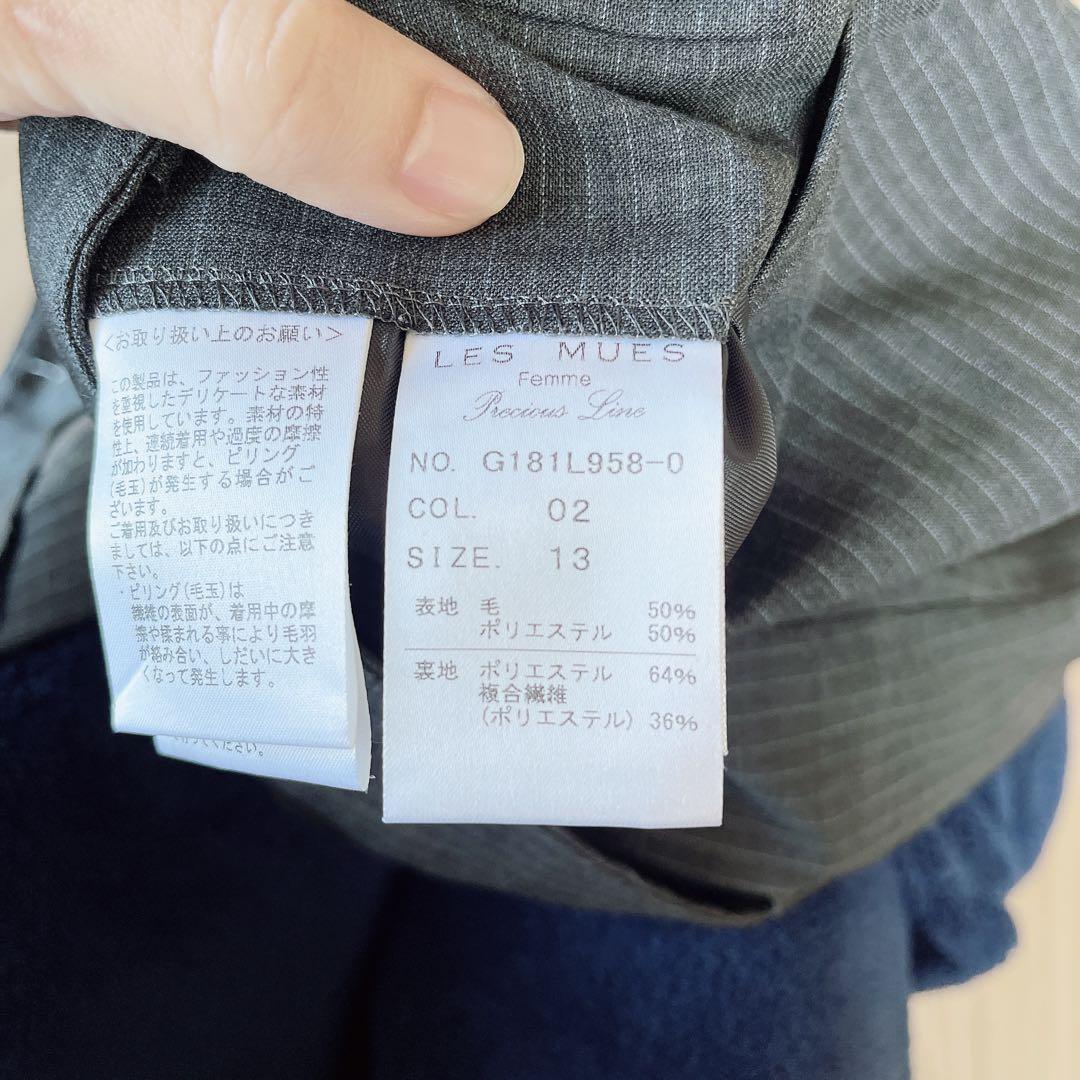 <お取り扱い上のお願い>
この製品は、ファッション性
を重視したデリケートな素材
を使用しています。素材の特
性上、連続着用や過度の摩擦
が加わりますと、ピリング
(毛玉)が発生する場合がご
ざいます。
ご着用及びお取り扱いにつき
ましては、以下の点にご注意
下さい。
・ピリング(毛玉)は
繊維の表面が、着用中の摩
擦や揉まれる事により毛羽
が絡み合い、しだいに大き
くなって発生します。
ください。
LES MUES
Femme
Precious Line
NO. G181L958-0
COL. 02
SIZE. 13
表地 毛 50%
ポリエステル 50%
裏地 ポリエステル 64%
複合繊維
(ポリエステル) 36%